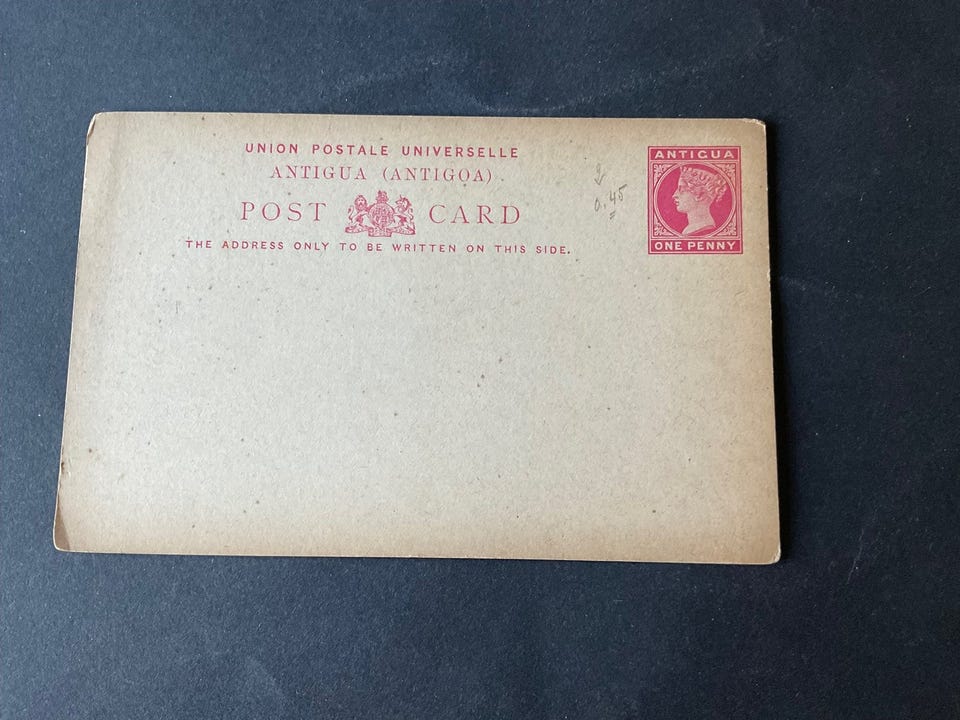 UNION POSTALE UNIVERSELLE
ANTIGUA (ANTIGOA).
POST CARD
THE ADDRESS ONLY TO BE WRITTEN ON THIS SIDE.
0.45
ANTIGUA
ONE PENNY